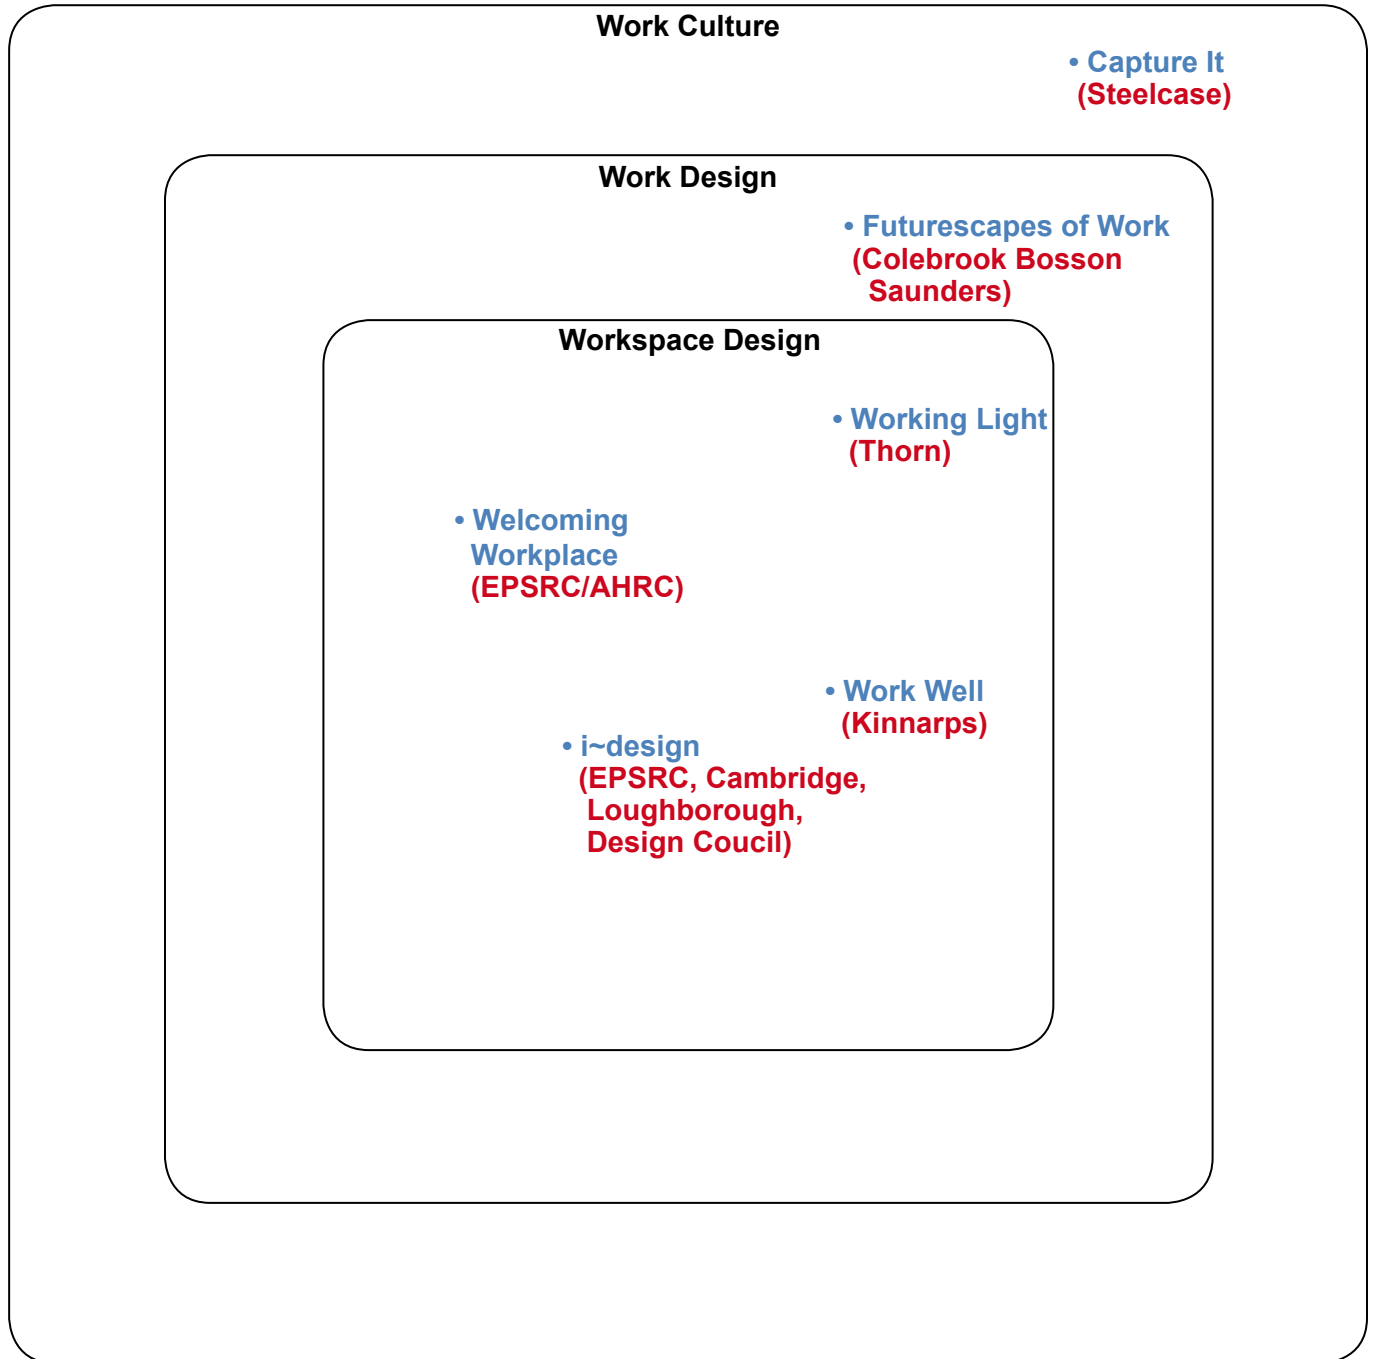 Work Culture
• Capture It
(Steelcase)
Work Design
• Futurescapes of Work
(Colebrook Bosson
Saunders)
Workspace Design
• Working Light
(Thorn)
• Welcoming
Workplace
(EPSRC/AHRC)
• Work Well
(Kinnarps)
• i~design
(EPSRC, Cambridge,
Loughborough,
Design Coucil)